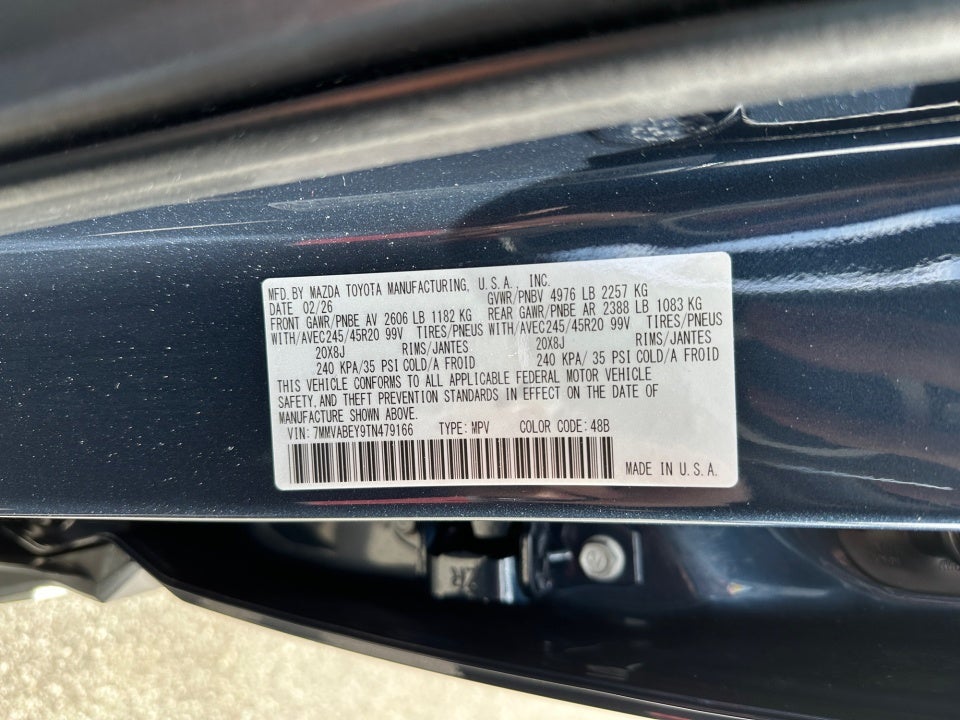 MFD. BY MAZDA TOYOTA MANUFACTURING, U.S.A., INC.
DATE 02/26 GVWR/PNBV 4976 LB 2257 KG
FRONT GAWR/PNBE AV 2606 LB 1182 KG REAR GAWR/PNBE AR 2388 LB 1083 KG
WITH/AVEC245/45R20 99V TIRES/PNEUS WITH/AVEC245/45R20 99V TIRES/PNEUS
20X8J RIMS/JANTES 20X8J RIMS/JANTES
240 KPA/35 PSI COLD/A FROID 240 KPA/ 35 PSI COLD/A FROID
THIS VEHICLE CONFORMS TO ALL APPLICABLE FEDERAL MOTOR VEHICLE
SAFETY, AND THEFT PREVENTION STANDARDS IN EFFECT ON THE DATE OF
MANUFACTURE SHOWN ABOVE.
VIN: 7MMVABEY9TN479166 TYPE: MPV COLOR CODE: 48B
MADE IN U.S.A.
ZR